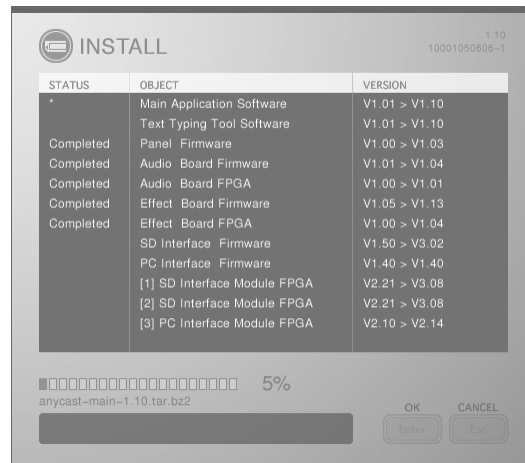 INSTALL
1.10
10001050606-1
STATUS OBJECT VERSION
* Main Application Software V1.01 > V1.10
Text Typing Tool Software V1.01 > V1.10
Completed Panel Firmware V1.00 > V1.03
Completed Audio Board Firmware V1.01 > V1.04
Completed Audio Board FPGA V1.00 > V1.01
Completed Effect Board Firmware V1.05 > V1.13
Completed Effect Board FPGA V1.00 > V1.04
SD Interface Firmware V1.50 > V3.02
PC Interface Firmware V1.40 > V1.40
[1] SD Interface Module FPGA V2.21 > V3.08
[2] SD Interface Module FPGA V2.21 > V3.08
[3] PC Interface Module FPGA V2.10 > V2.14
5%
anycast-main-1.10.tar.bz2
OK CANCEL
Enter Esc